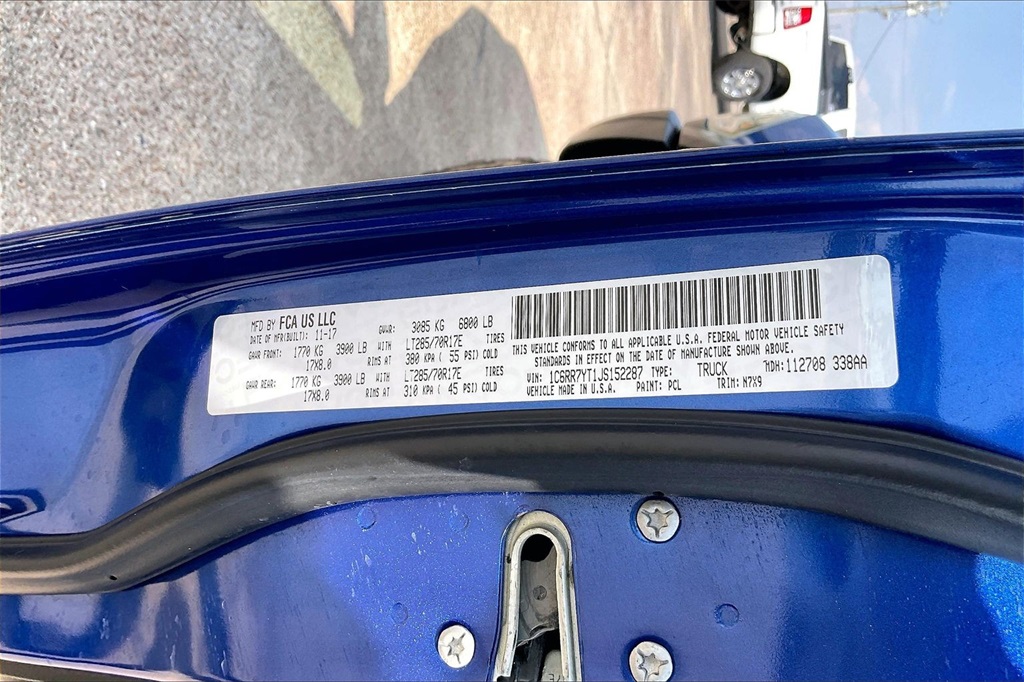 MFD BY FCA US LLC
DATE OF MFR(BUILT): 11-17 GVWR: 3085 KG 6800 LB
GAWR FRONT: 1770 KG 3900 LB WITH LT285/70R17E TIRES
17X8.0 RIMS AT 380 KPA ( 55 PSI) COLD
GAWR REAR: 1770 KG 3900 LB WITH LT285/70R17E TIRES
17X8.0 RIMS AT 310 KPA ( 45 PSI) COLD
THIS VEHICLE CONFORMS TO ALL APPLICABLE U.S.A. FEDERAL MOTOR VEHICLE SAFETY
STANDARDS IN EFFECT ON THE DATE OF MANUFACTURE SHOWN ABOVE.
VIN: 1C6RR7YT1JS152287 TYPE: TRUCK MDH: 112708 338AA
VEHICLE MADE IN U.S.A. PAINT: PCL TRIM: N7X9